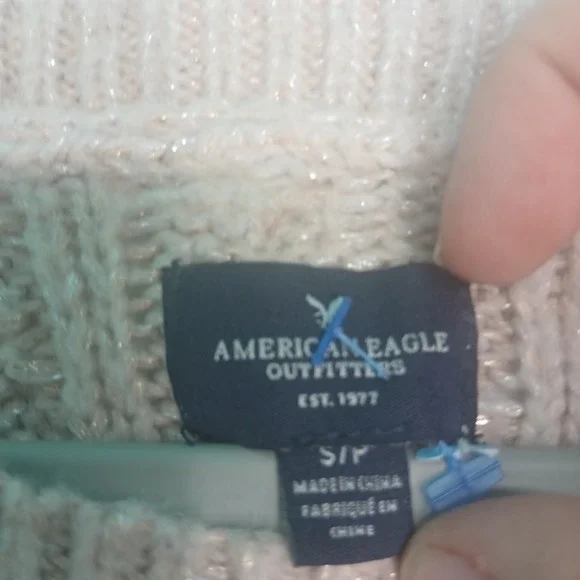 AMERICAN EAGLE
OUTFITTERS
EST. 1977
S/P
MADE IN CHINA
FABRIQUÉ EN
CHINE